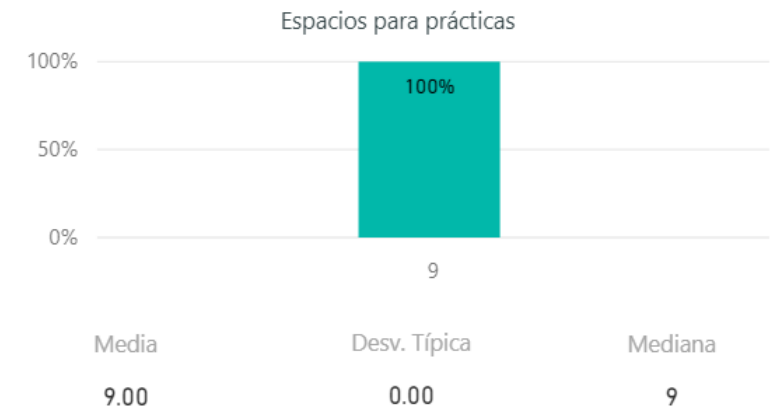 Espacios para prácticas
100%
100%
50%
0%
9
Media Desv. Típica Mediana
9.00 0.00 9